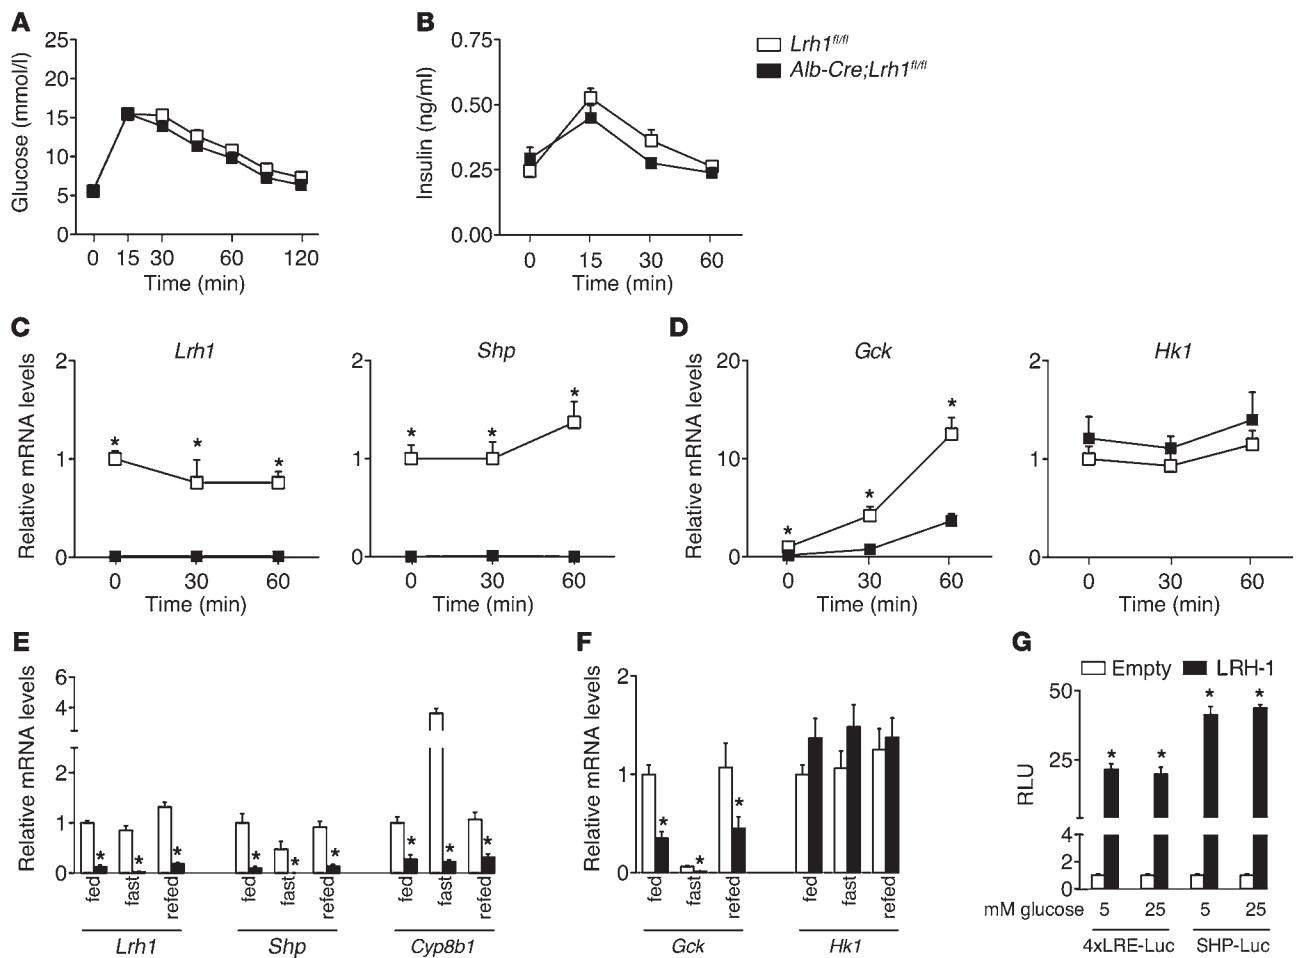 A
Glucose (mmol/l)
25
20
15
10
5
0
0 15 30 60 120
Time (min)
B
Insulin (ng/ml)
0.75
0.50
0.25
0.00
0 15 30 60
Time (min)
Lrh1fl/fl
Alb-Cre;Lrh1fl/fl
C
Relative mRNA levels
Lrh1
2
1
0
0 30 60
Time (min)
Shp
2
1
0
* * *
* * *
0 30 60
Time (min)
D
Relative mRNA levels
Gck
20
10
0
* * *
0 30 60
Time (min)
Hk1
2
1
0
0 30 60
Time (min)
E
Relative mRNA levels
6
4
2
1
0
* * * * * * * * *
fed fast refed fed fast refed fed fast refed
Lrh1 Shp Cyp8b1
F
Relative mRNA levels
2
1
0
* * *
fed fast refed fed fast refed
Gck Hk1
G
Empty LRH-1
RLU
50
25
4
2
0
* * * *
mM glucose 5 25 5 25
4xLRE-Luc SHP-Luc